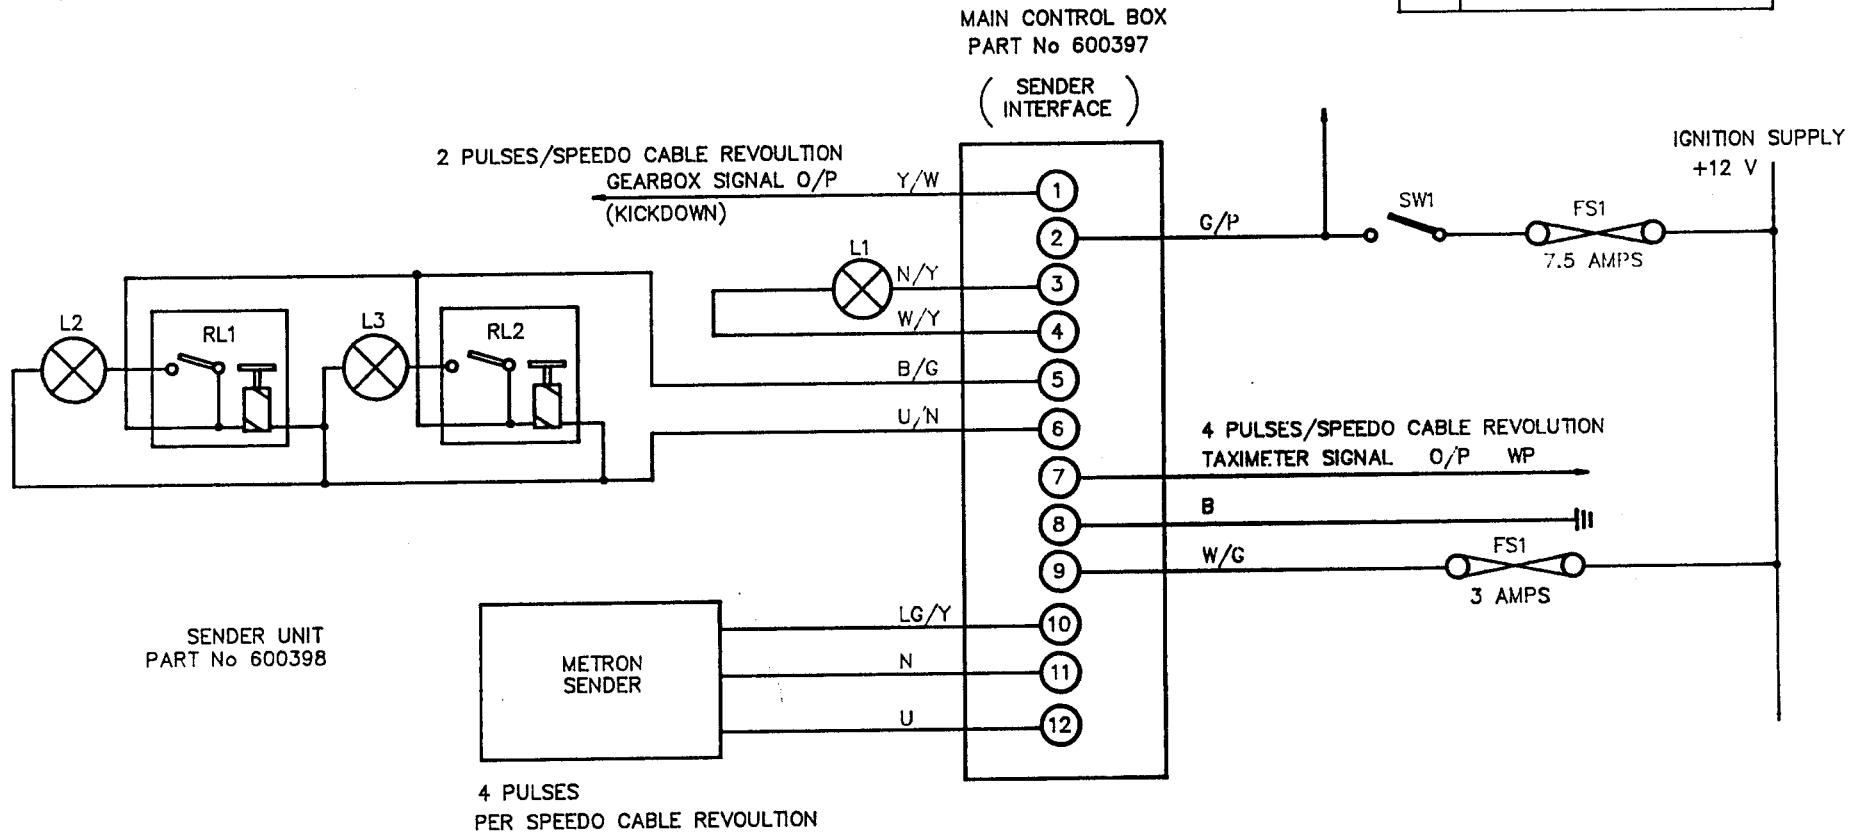 MAIN CONTROL BOX
PART No 600397
( SENDER
INTERFACE )
2 PULSES/SPEEDO CABLE REVOULTION
GEARBOX SIGNAL O/P
(KICKDOWN)
Y/W
1
2
3
4
5
6
7
8
9
10
11
12
G/P
SW1
FS1
7.5 AMPS
IGNITION SUPPLY
+12 V
L1
N/Y
W/Y
B/G
U/N
L2
RL1
L3
RL2
4 PULSES/SPEEDO CABLE REVOLUTION
TAXIMETER SIGNAL O/P WP
B
W/G
FS1
3 AMPS
LG/Y
N
U
SENDER UNIT
PART No 600398
METRON
SENDER
4 PULSES
PER SPEEDO CABLE REVOULTION